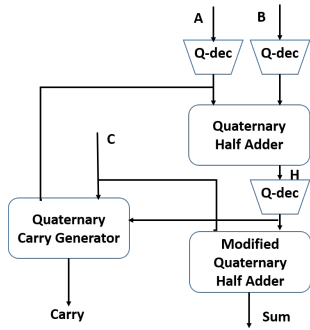 A B
Q-dec Q-dec
Quaternary
Half Adder
C
H
Q-dec
Quaternary
Carry Generator
Modified
Quaternary
Half Adder
Carry
Sum